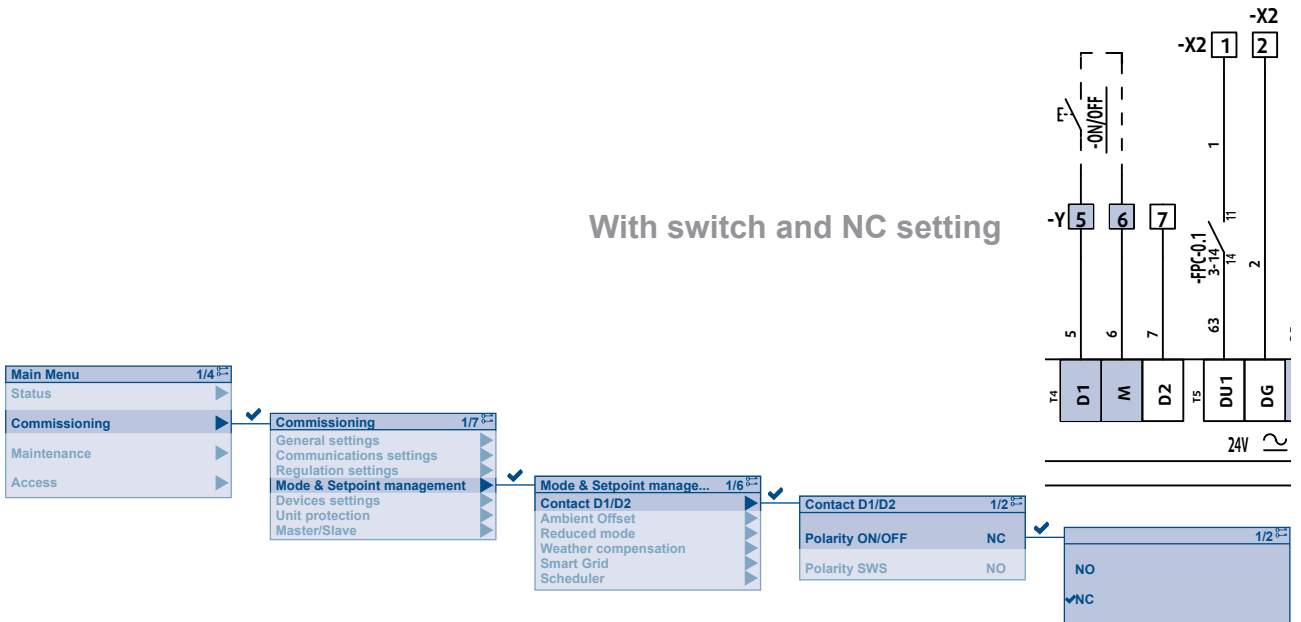 -X2
-X2 1 2
-ON/OFF
E-
1
With switch and NC setting
-Y 5 6 7
11
-FPC-0.1
3-14
14
2
5
6
7
63
T4
D1
M
D2
T5
DU1
DG
24V
Main Menu 1/4
Status
Commissioning
Maintenance
Access
Commissioning 1/7
General settings
Communications settings
Regulation settings
Mode & Setpoint management
Devices settings
Unit protection
Master/Slave
Mode & Setpoint manage... 1/6
Contact D1/D2
Ambient Offset
Reduced mode
Weather compensation
Smart Grid
Scheduler
Contact D1/D2 1/2
Polarity ON/OFF NC
Polarity SWS NO
1/2
NO
NC